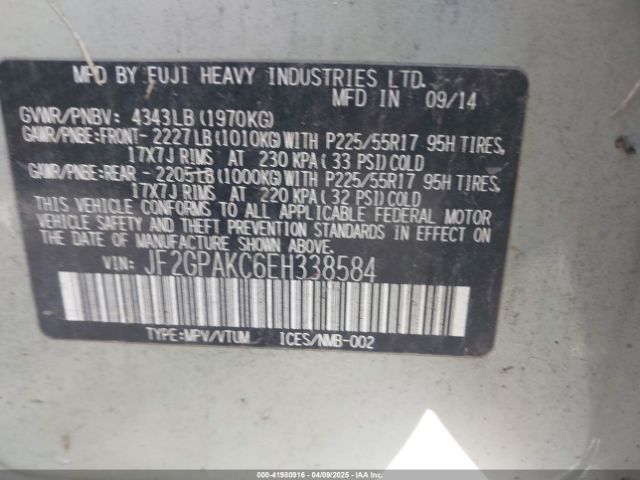 MFD BY FUJI HEAVY INDUSTRIES LTD.
MFD IN 09/14
GVWR/PNBV: 4343LB (1970KG)
GAWR/PNBE:FRONT- 2227LB(1010KG) WITH P225/55R17 95H TIRES,
17X7J RIMS AT 230 KPA( 33 PSI) COLD
GAWR/PNBE:REAR - 2205LB(1000KG) WITH P225/55R17 95H TIRES,
17X7J RIMS AT 220 KPA( 32 PSI) COLD
THIS VEHICLE CONFORMS TO ALL APPLICABLE FEDERAL MOTOR
VEHICLE SAFETY AND THEFT PREVENTION STANDARDS IN EFFECT
ON THE DATE OF MANUFACTURE SHOWN ABOVE.
VIN: JF2GPAKC6EH338584
TYPE:MPV/VTUM ICES/NMB-002
000-41980916 - 04/09/2025 -